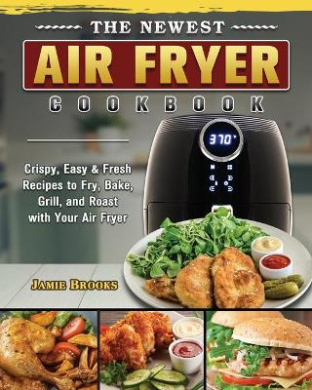 THE NEWEST
AIR FRYER
COOKBOOK
370°
Crispy, Easy & Fresh
Recipes to Fry, Bake,
Grill, and Roast
with Your Air Fryer
JAMIE BROOKS